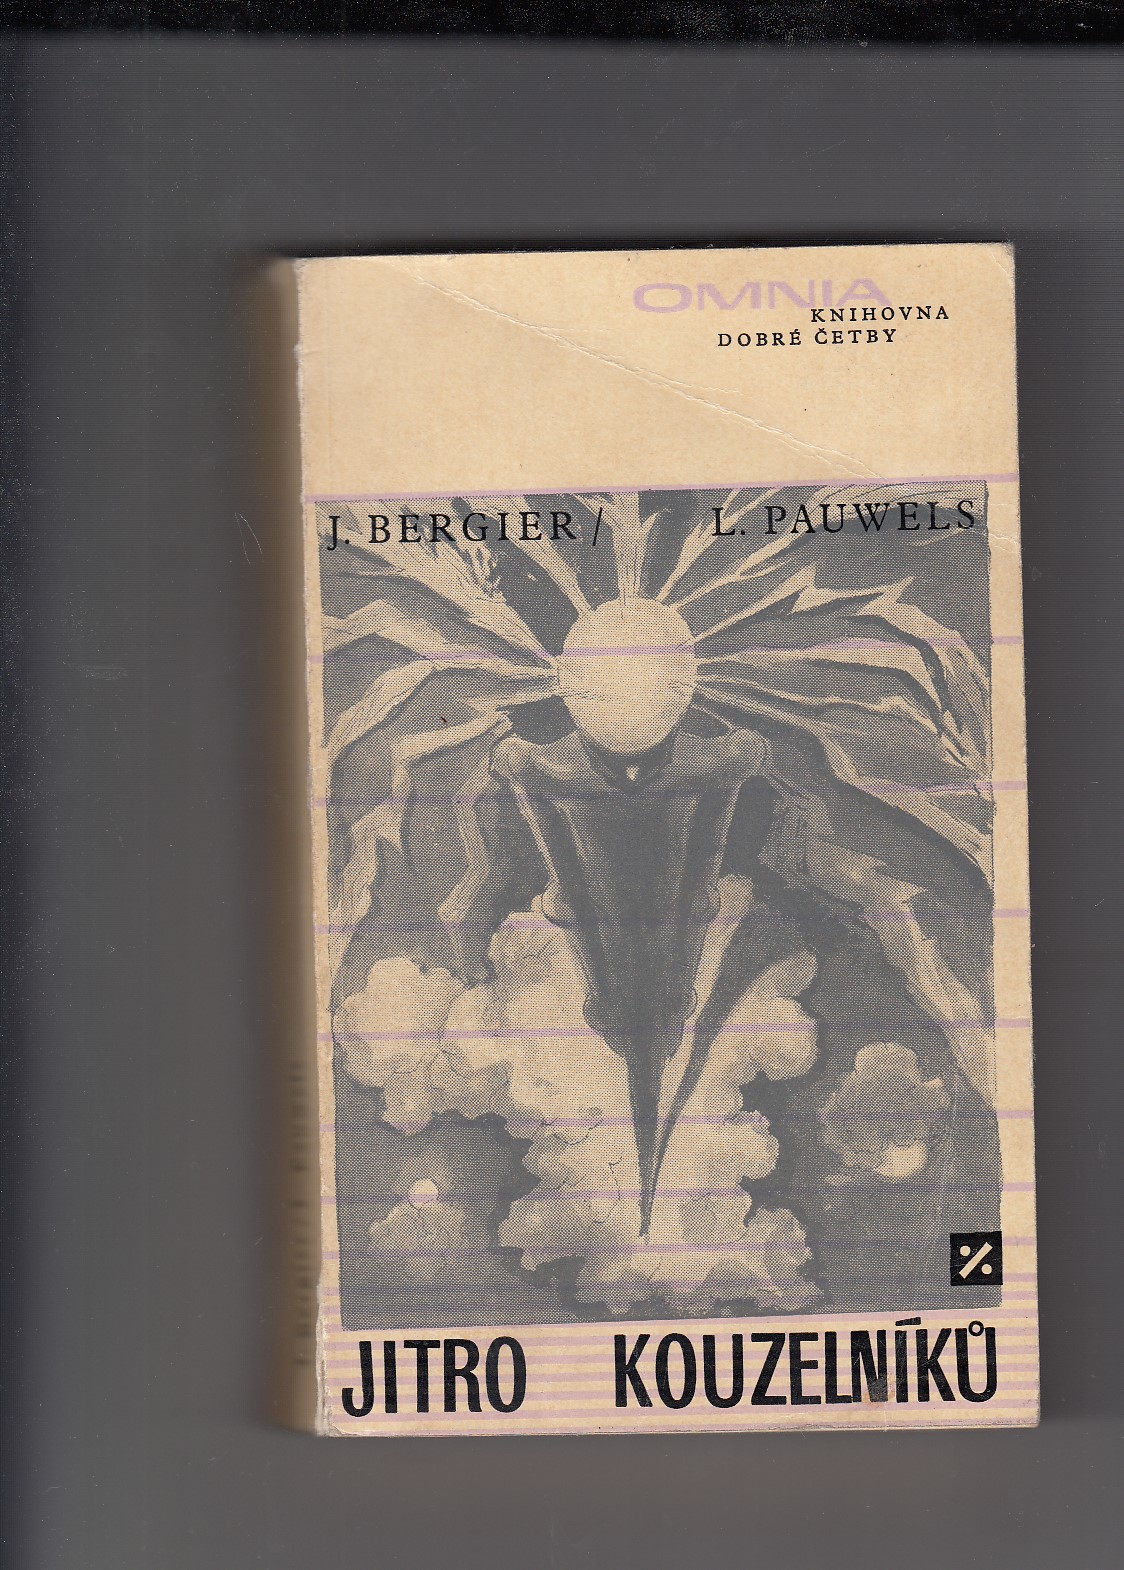 OMNIA
KNIHOVNA
DOBRÉ ČETBY
J. BERGIER / L. PAUWELS
JITRO KOUZELNÍKŮ